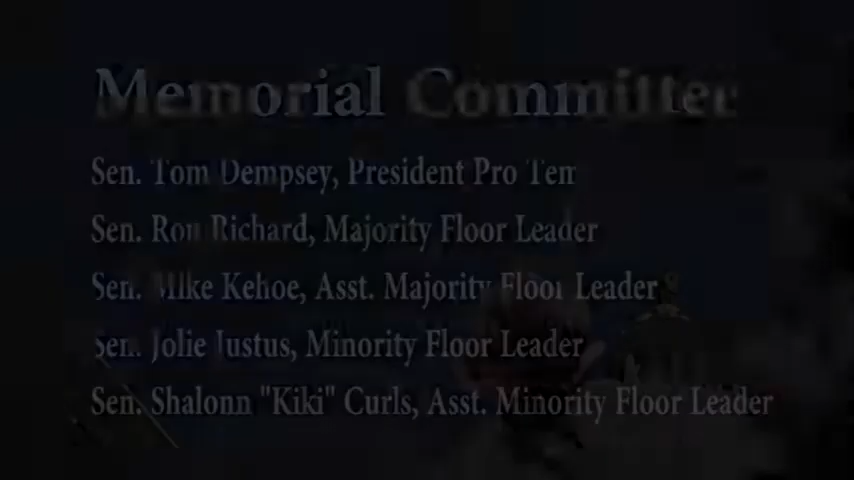 Memorial Committee
Sen. Tom Dempsey, President Pro Tem
Sen. Ron Richard, Majority Floor Leader
Sen. Mike Kehoe, Asst. Majority Floor Leader
Sen. Jolie Justus, Minority Floor Leader
Sen. Shalonn "Kiki" Curls, Asst. Minority Floor Leader